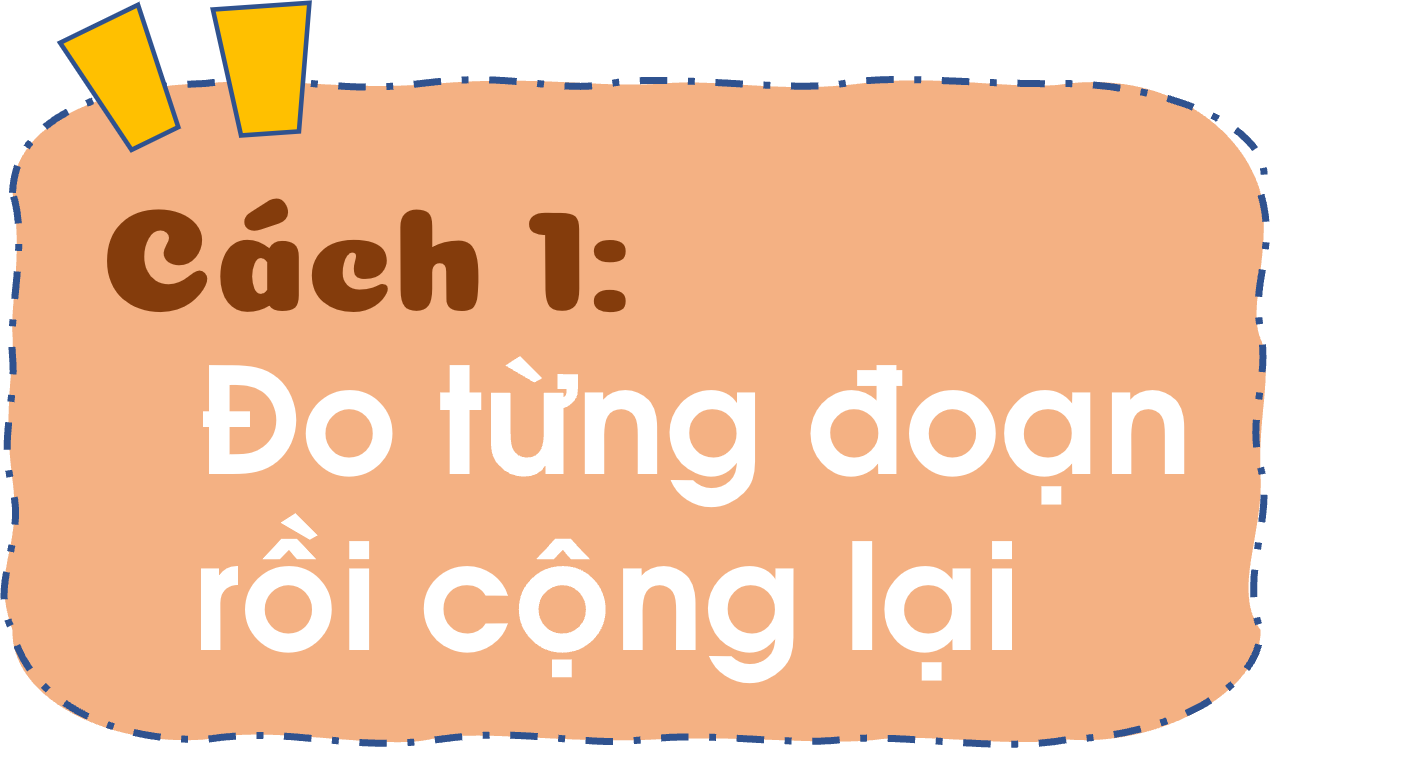 Cách 1:
Đo từng đoạn
rồi cộng lại